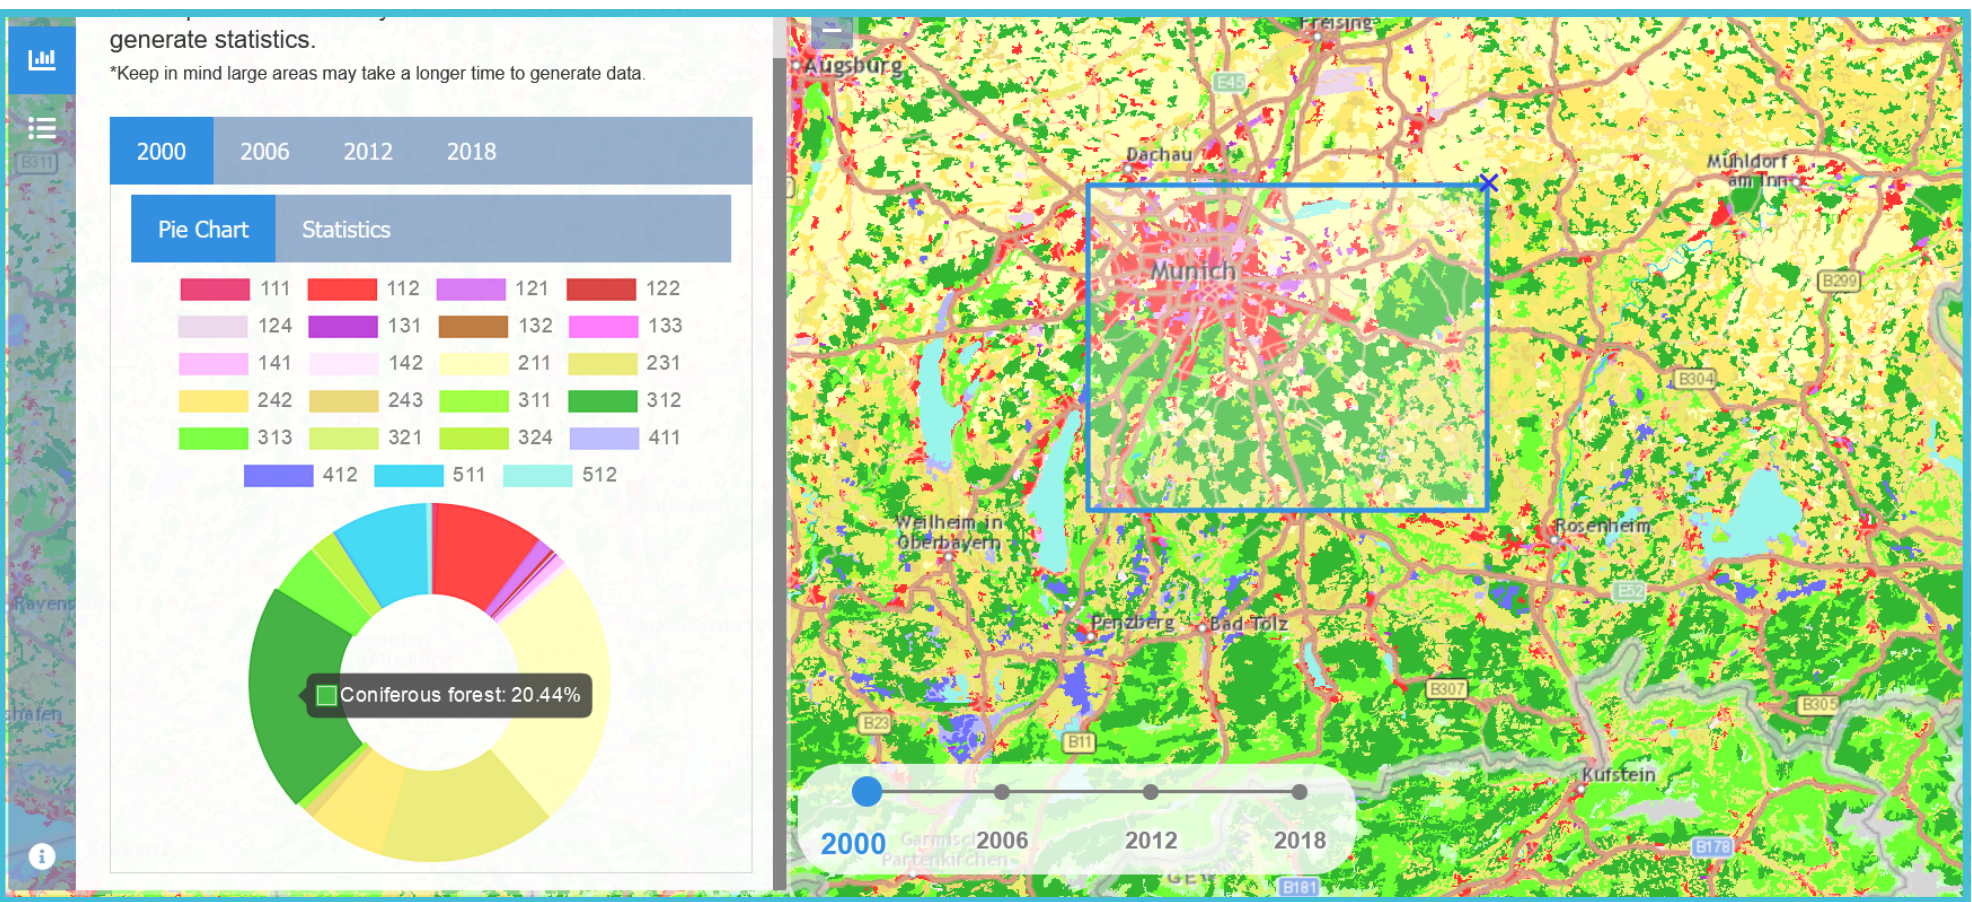 generate statistics.
*Keep in mind large areas may take a longer time to generate data.
2000 2006 2012 2018
Pie Chart Statistics
111 112 121 122
124 131 132 133
141 142 211 231
242 243 311 312
313 321 324 411
412 511 512
Coniferous forest: 20.44%
B311
Freising
Augsburg
E45
Dachau
Mühldorf
am Inn
Munich
B299
B304
Weilheim in
Oberbayern
Rosenheim
E52
Penzberg
Bad Tölz
B307
B305
B23
B11
Kufstein
2000 2006 2012 2018
Garmisch
Partenkirchen
B178
B181